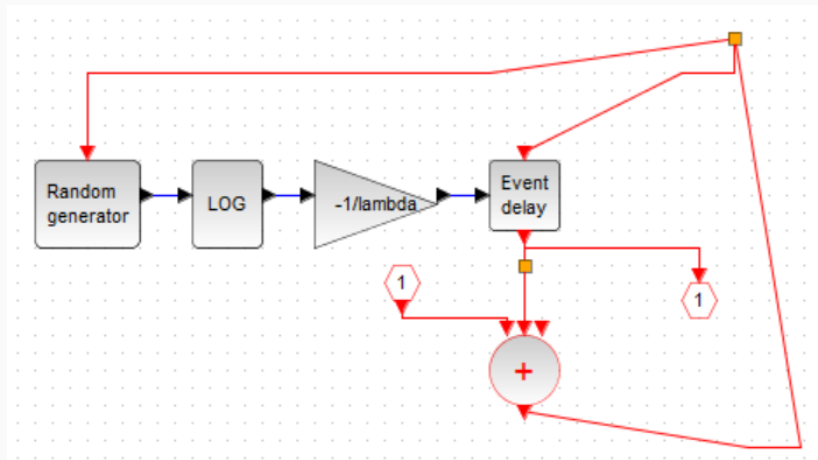 Random
generator
LOG
-1/lambda
Event
delay
1
1
+